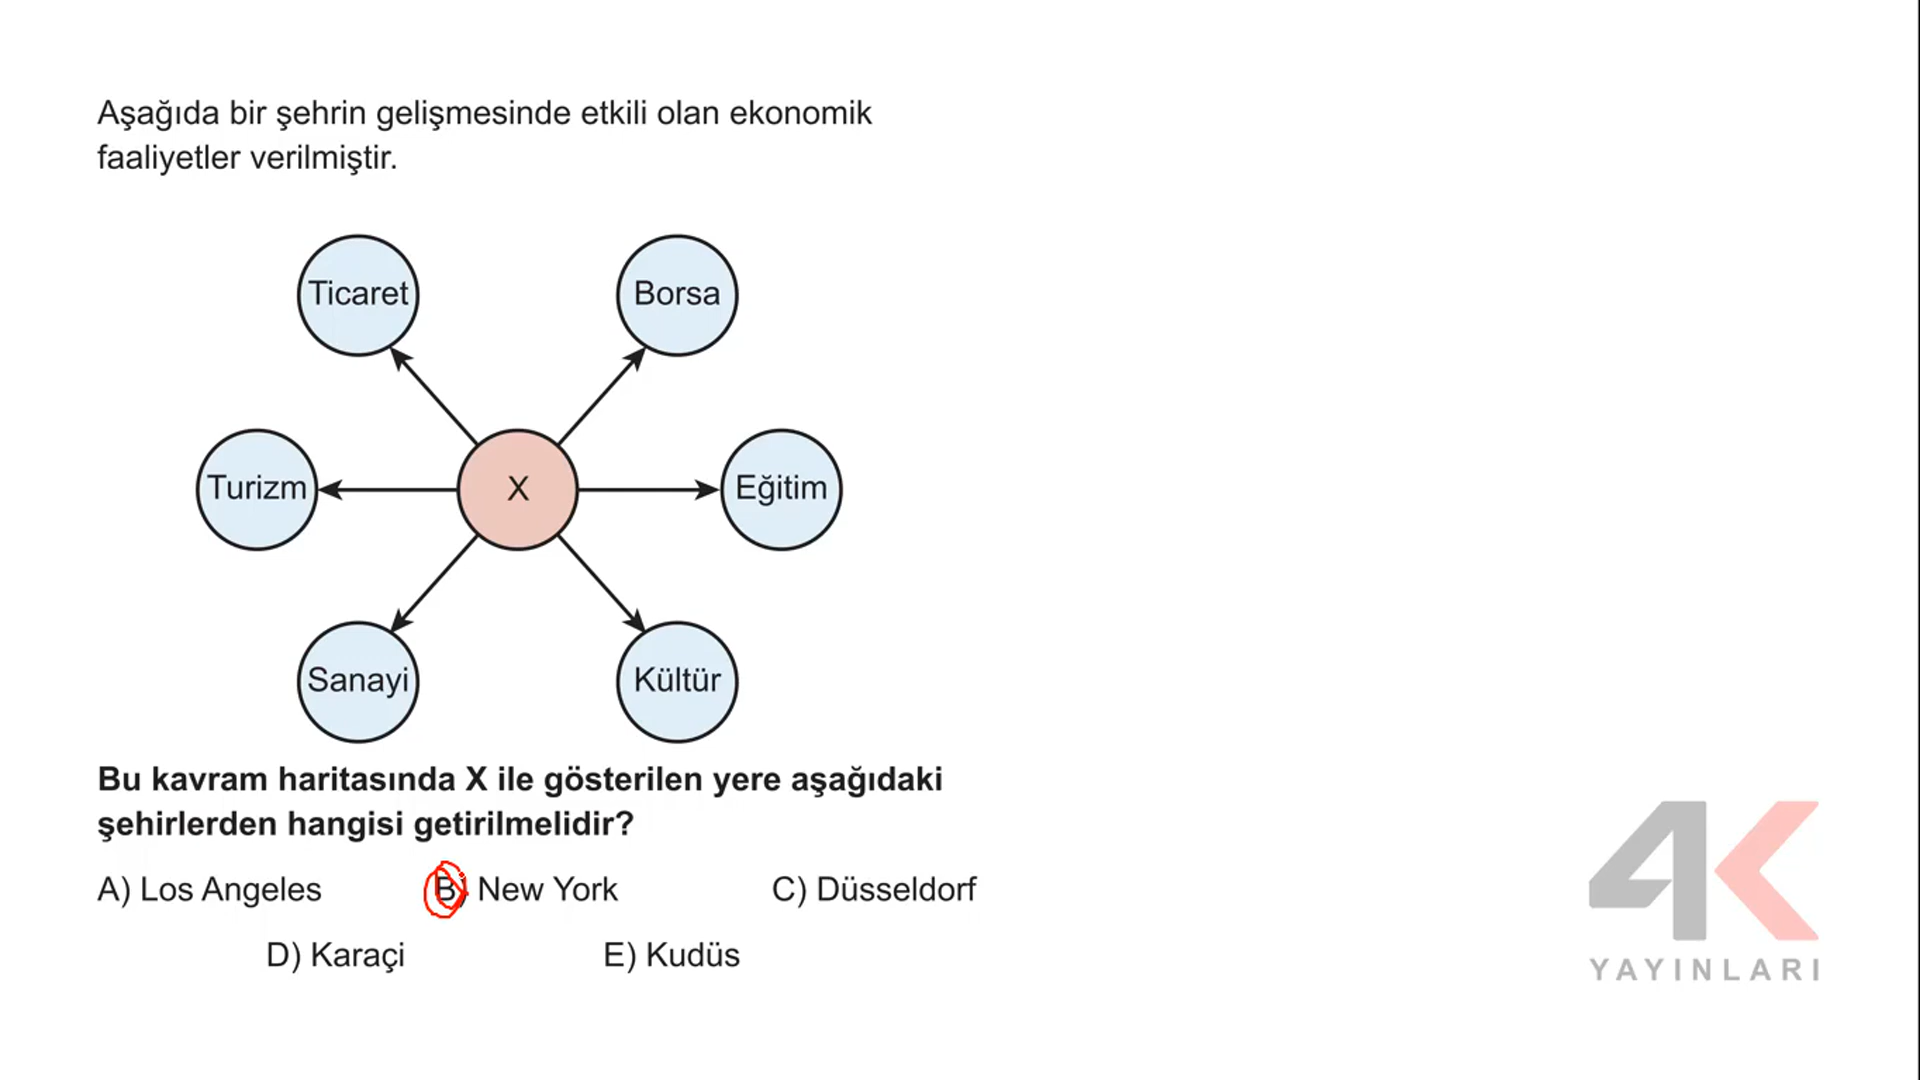 Aşağıda bir şehrin gelişmesinde etkili olan ekonomik
faaliyetler verilmiştir.
Ticaret
Borsa
Turizm
X
Eğitim
Sanayi
Kültür
Bu kavram haritasında X ile gösterilen yere aşağıdaki
şehirlerden hangisi getirilmelidir?
A) Los Angeles B) New York C) Düsseldorf
D) Karaçi E) Kudüs
4K
YAYINLARI